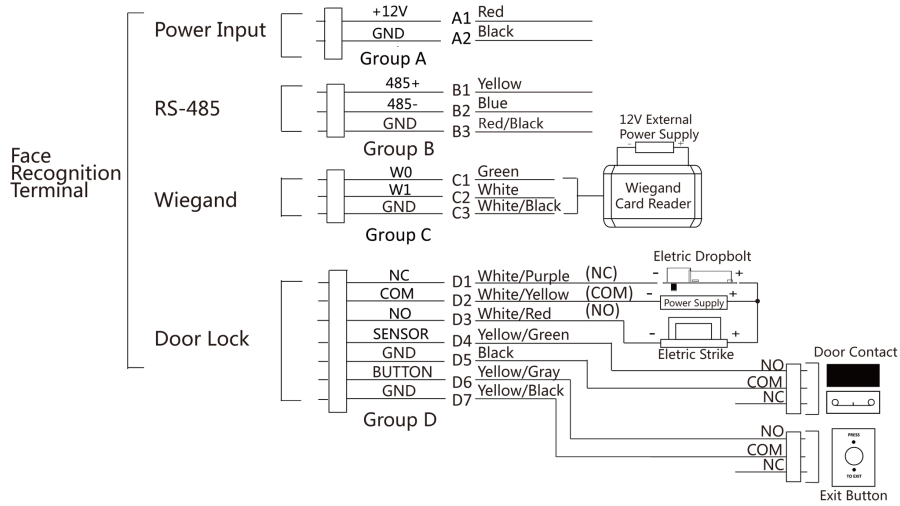 Face
Recognition
Terminal
Power Input
+12V A1 Red
GND A2 Black
Group A
RS-485
485+ B1 Yellow
485- B2 Blue
GND B3 Red/Black
Group B
12V External
Power Supply
- +
Wiegand
W0 C1 Green
W1 C2 White
GND C3 White/Black
Group C
Wiegand
Card Reader
Door Lock
NC D1 White/Purple (NC)
COM D2 White/Yellow (COM)
NO D3 White/Red (NO)
SENSOR D4 Yellow/Green
GND D5 Black
BUTTON D6 Yellow/Gray
GND D7 Yellow/Black
Group D
Eletric Dropbolt
- +
- Power Supply +
- +
Eletric Strike
Door Contact
NO
COM
NC
NO
COM
NC
PRESS
TO EXIT
Exit Button